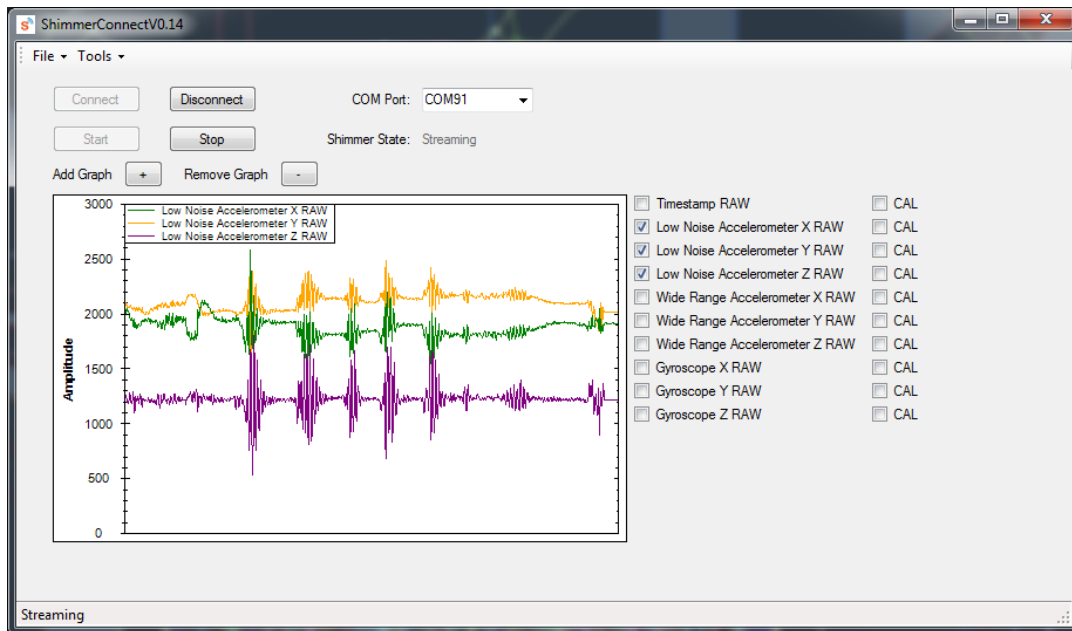 ShimmerConnectV0.14
File Tools
Connect Disconnect COM Port: COM91
Start Stop Shimmer State: Streaming
Add Graph + Remove Graph -
3000
2500
2000
1500
1000
500
0
Amplitude
Low Noise Accelerometer X RAW
Low Noise Accelerometer Y RAW
Low Noise Accelerometer Z RAW
Timestamp RAW CAL
Low Noise Accelerometer X RAW CAL
Low Noise Accelerometer Y RAW CAL
Low Noise Accelerometer Z RAW CAL
Wide Range Accelerometer X RAW CAL
Wide Range Accelerometer Y RAW CAL
Wide Range Accelerometer Z RAW CAL
Gyroscope X RAW CAL
Gyroscope Y RAW CAL
Gyroscope Z RAW CAL
Streaming